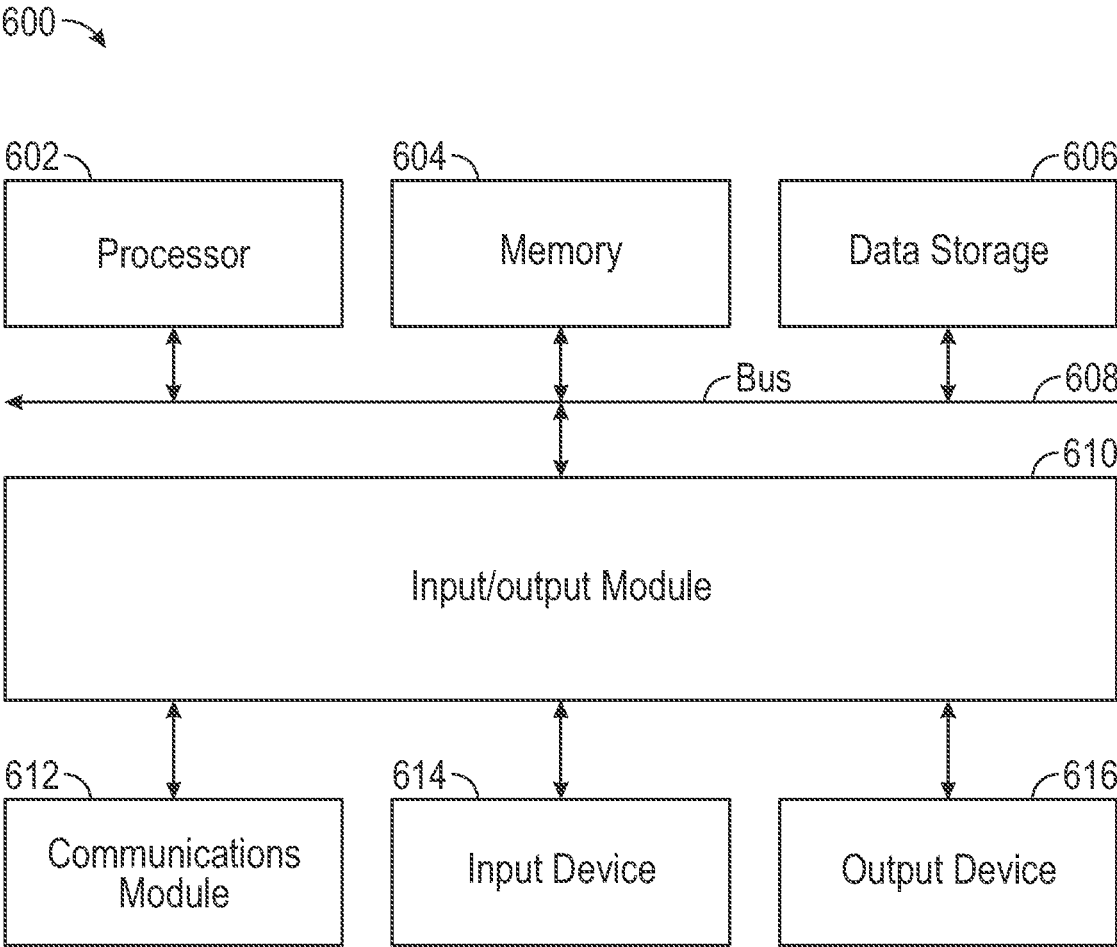 600
602
604
606
Processor
Memory
Data Storage
Bus
608
610
Input/output Module
612
614
616
Communications
Module
Input Device
Output Device